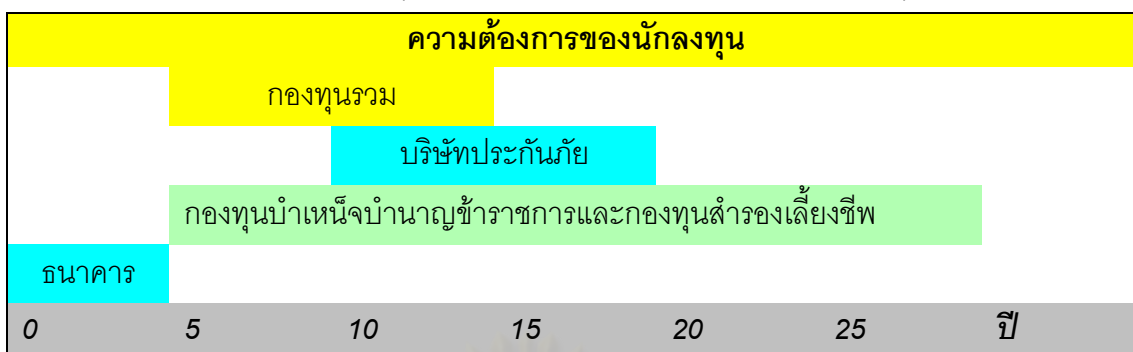 ความต้องการของนักลงทุน
กองทุนรวม
บริษัทประกันภัย
กองทุนบำเหน็จบำนาญข้าราชการและกองทุนสำรองเลี้ยงชีพ
ธนาคาร
0 5 10 15 20 25 ปี